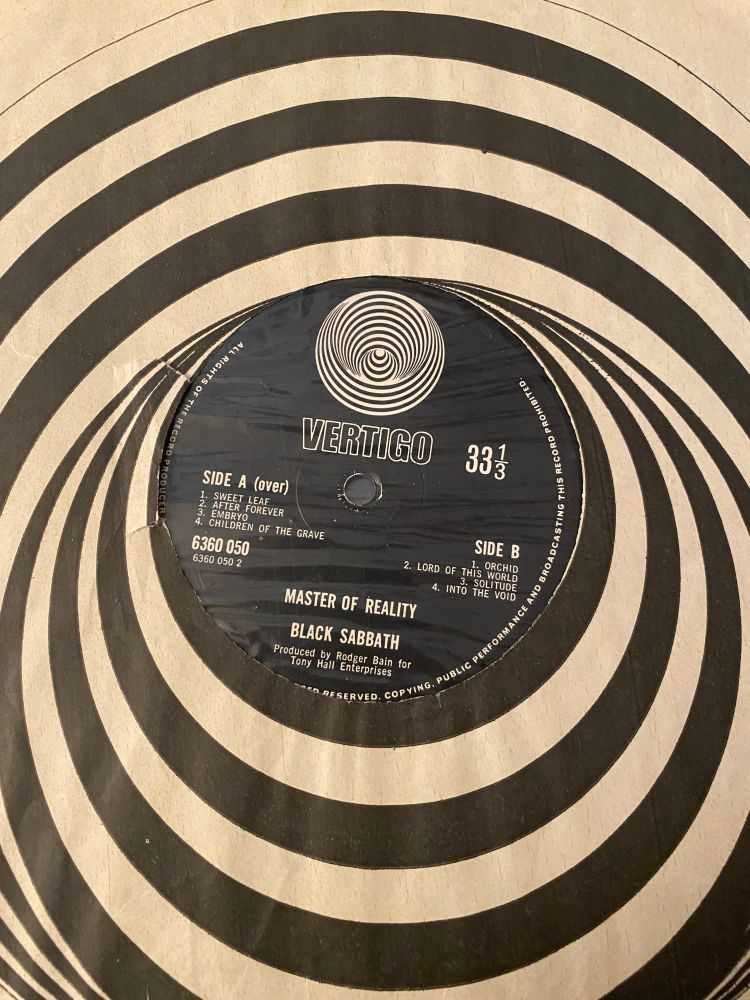 VERTIGO
33 1/3
SIDE A (over)
1. SWEET LEAF
2. AFTER FOREVER
3. EMBRYO
4. CHILDREN OF THE GRAVE
6360 050
6360 050 2
SIDE B
1. ORCHID
2. LORD OF THIS WORLD
3. SOLITUDE
4. INTO THE VOID
MASTER OF REALITY
BLACK SABBATH
Produced by Rodger Bain for
Tony Hall Enterprises
ALL RIGHTS OF THE RECORD PRODUCER
RESERVED. COPYING, PUBLIC PERFORMANCE AND BROADCASTING THIS RECORD PROHIBITED.